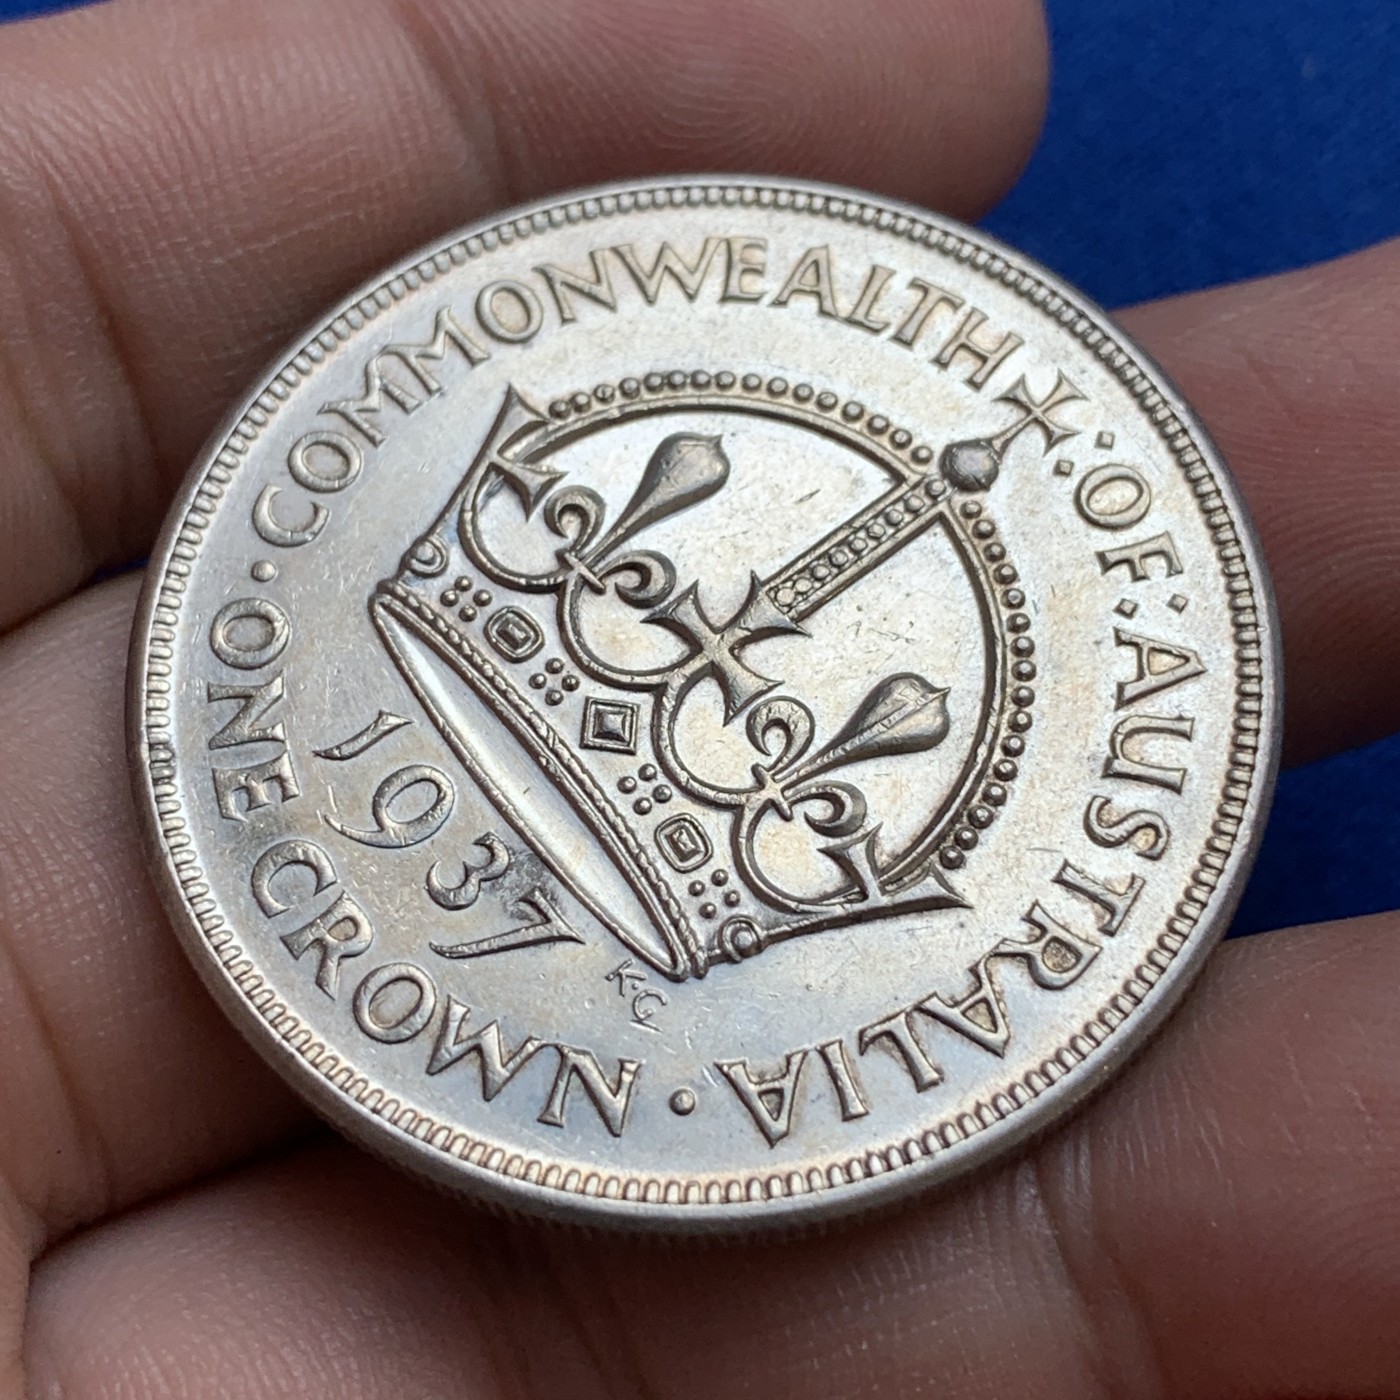 ·COMMONWEALTH:OF:AUSTRALIA·
1937
K·G
ONE CROWN